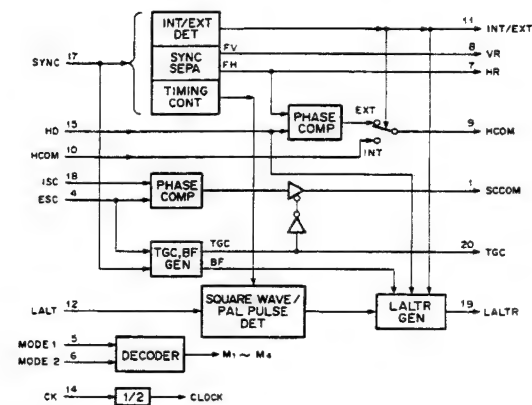 INT/EXT
DET
11
INT/EXT
FV
8
VR
17
SYNC
SYNC
SEPA
FH
7
HR
TIMING
CONT
EXT
15
HD
PHASE
COMP
9
HCOM
10
HCOM
INT
18
ISC
PHASE
COMP
1
SCCOM
4
ESC
TGC, BF
GEN
TGC
20
TGC
BF
12
LALT
SQUARE WAVE/
PAL PULSE
DET
LALTR
GEN
19
LALTR
5
MODE 1
DECODER
M1 ~ M4
6
MODE 2
14
CK
1/2
CLOCK